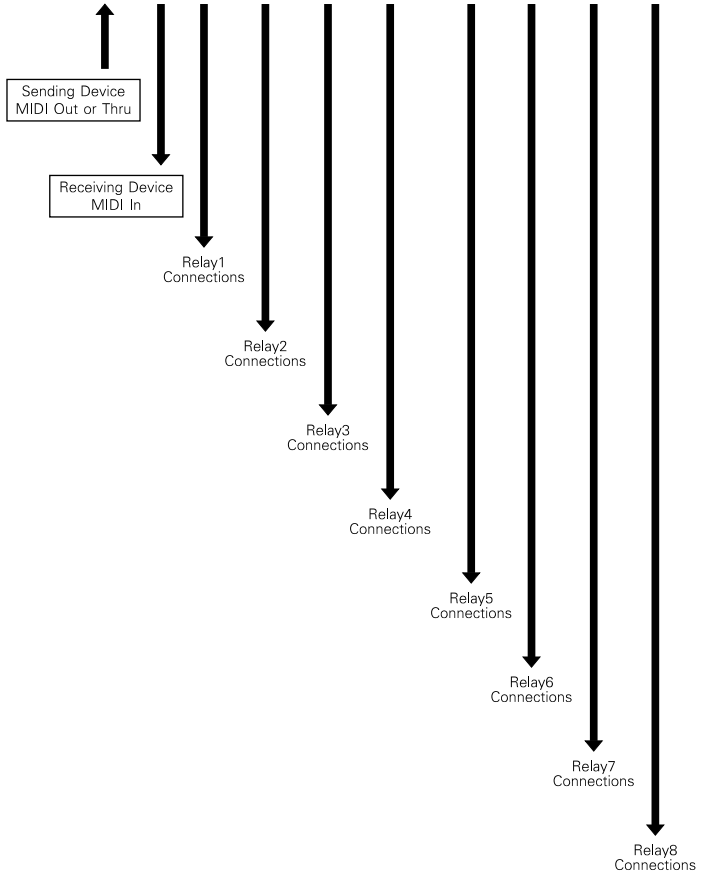 Sending Device
MIDI Out or Thru
Receiving Device
MIDI In
Relay1
Connections
Relay2
Connections
Relay3
Connections
Relay4
Connections
Relay5
Connections
Relay6
Connections
Relay7
Connections
Relay8
Connections